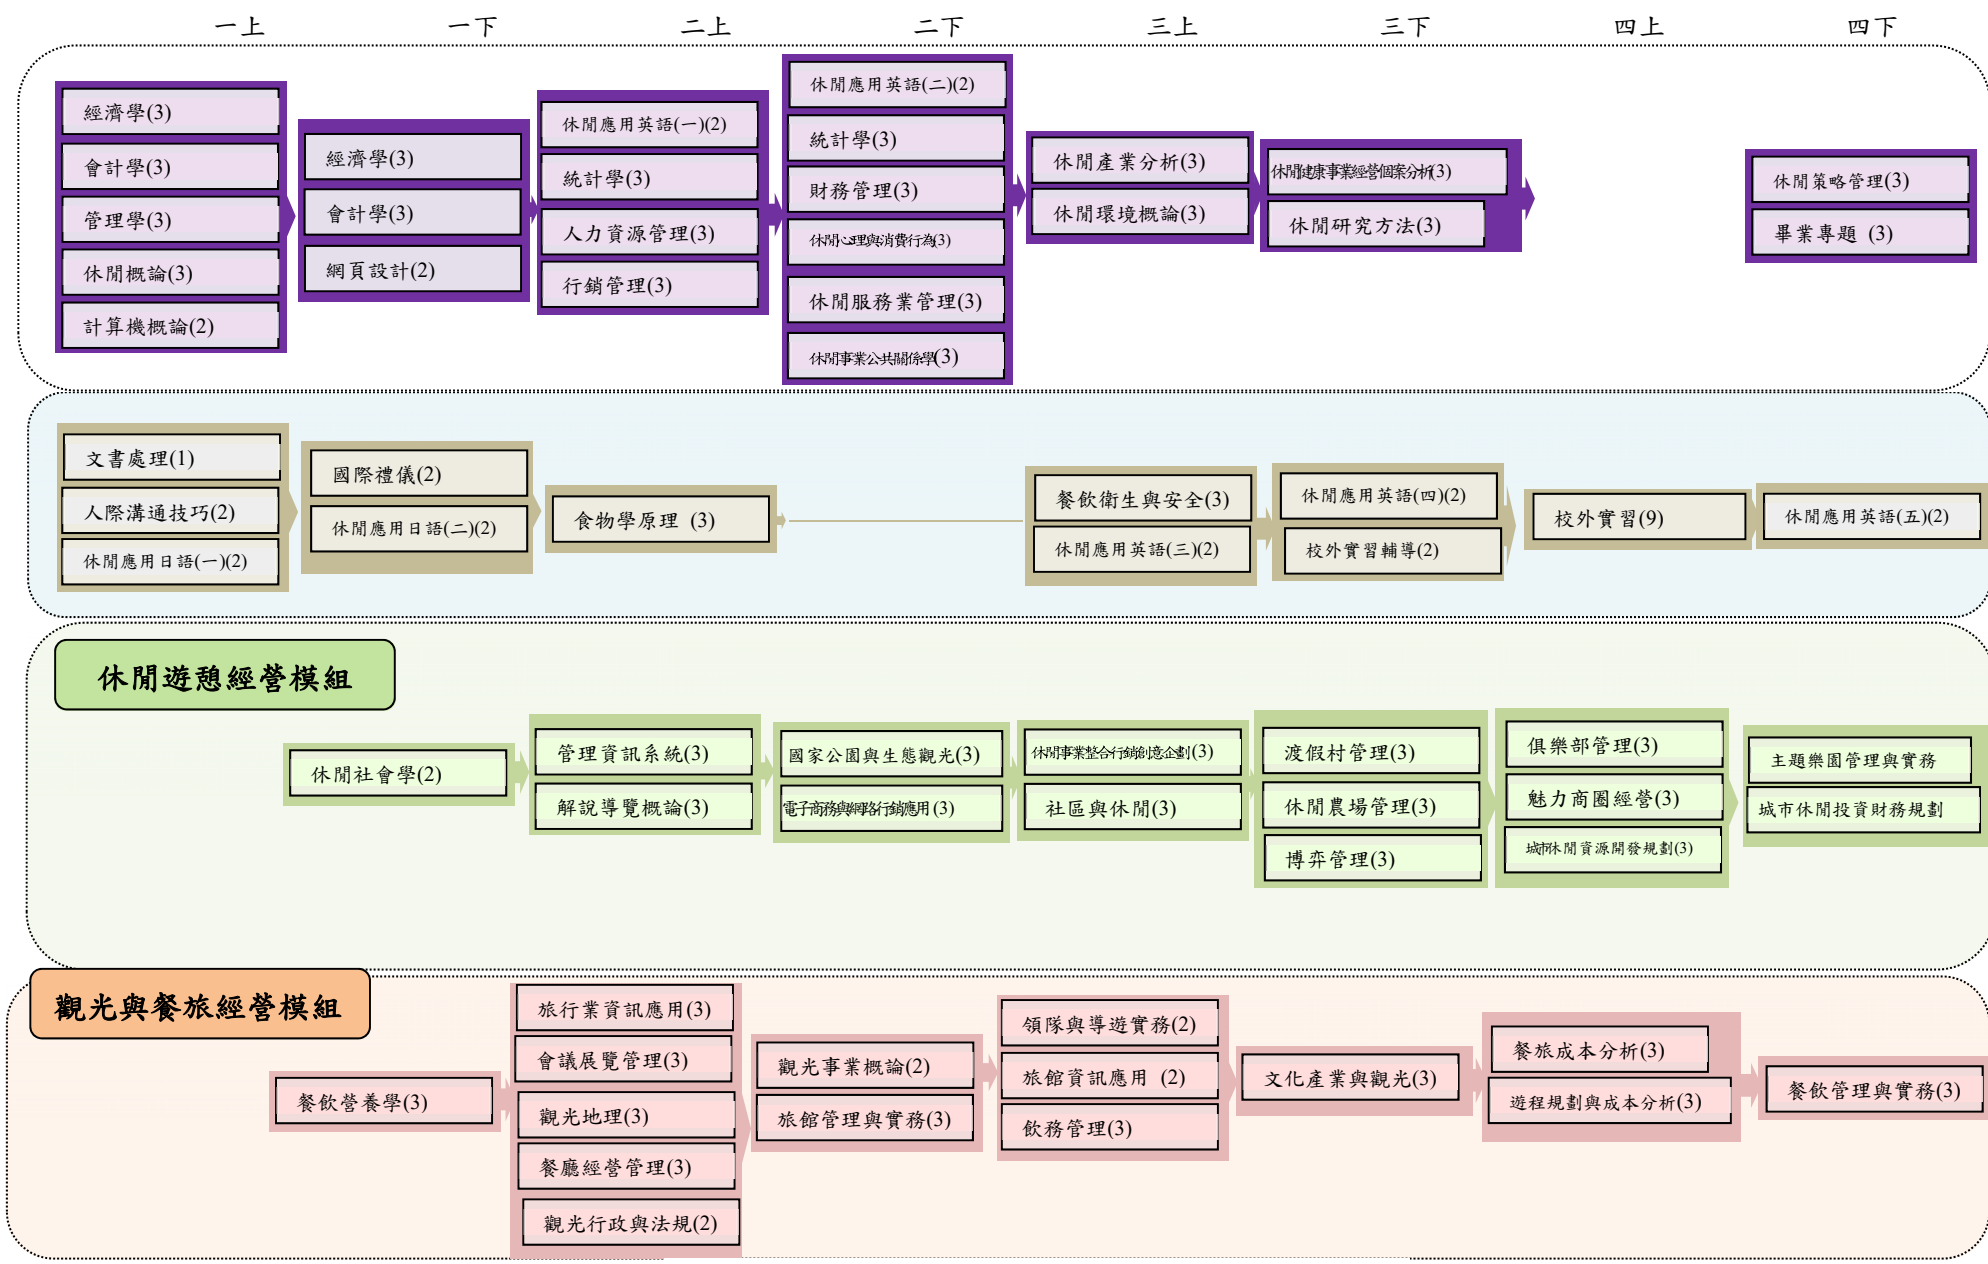 一上
一下
二上
二下
三上
三下
四上
四下
經濟學(3)
會計學(3)
管理學(3)
休閒概論(3)
計算機概論(2)
經濟學(3)
會計學(3)
網頁設計(2)
休閒應用英語(一)(2)
統計學(3)
人力資源管理(3)
行銷管理(3)
休閒應用英語(二)(2)
統計學(3)
財務管理(3)
休閒心理與消費行為(3)
休閒服務業管理(3)
休閒事業公共關係學(3)
休閒產業分析(3)
休閒環境概論(3)
休閒健康事業經營個案分析(3)
休閒研究方法(3)
休閒策略管理(3)
畢業專題 (3)
文書處理(1)
人際溝通技巧(2)
休閒應用日語(一)(2)
國際禮儀(2)
休閒應用日語(二)(2)
食物學原理 (3)
餐飲衛生與安全(3)
休閒應用英語(三)(2)
休閒應用英語(四)(2)
校外實習輔導(2)
校外實習(9)
休閒應用英語(五)(2)
休閒遊憩經營模組
休閒社會學(2)
管理資訊系統(3)
解說導覽概論(3)
國家公園與生態觀光(3)
電子商務與網路行銷應用(3)
休閒事業整合行銷創意企劃(3)
社區與休閒(3)
渡假村管理(3)
休閒農場管理(3)
博弈管理(3)
俱樂部管理(3)
魅力商圈經營(3)
城市休閒資源開發規劃(3)
主題樂園管理與實務
城市休閒投資財務規劃
觀光與餐旅經營模組
餐飲營養學(3)
旅行業資訊應用(3)
會議展覽管理(3)
觀光地理(3)
餐廳經營管理(3)
觀光行政與法規(2)
觀光事業概論(2)
旅館管理與實務(3)
領隊與導遊實務(2)
旅館資訊應用 (2)
飲務管理(3)
文化產業與觀光(3)
餐旅成本分析(3)
遊程規劃與成本分析(3)
餐飲管理與實務(3)